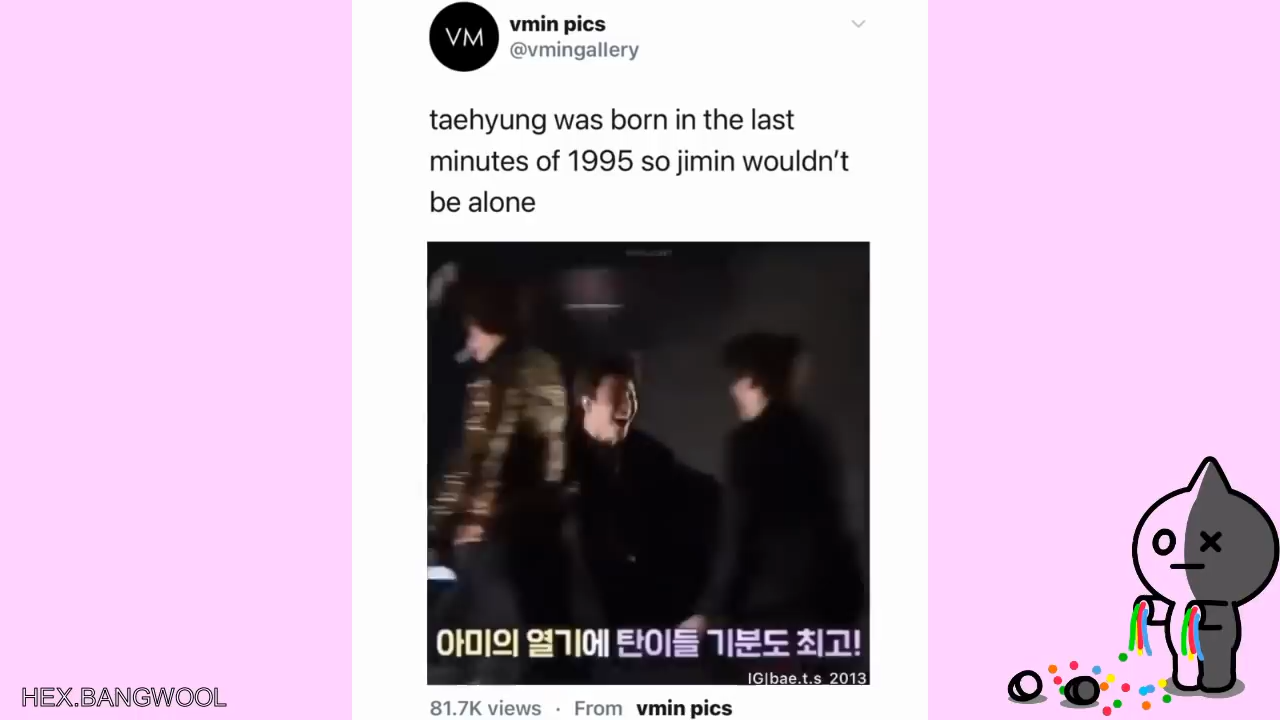 VM
vmin pics
@vmingallery
taehyung was born in the last
minutes of 1995 so jimin wouldn't
be alone
아미의 열기에 탄이들 기분도 최고!
IG|bae.t.s_2013
81.7K views · From vmin pics
HEX.BANGWOOL